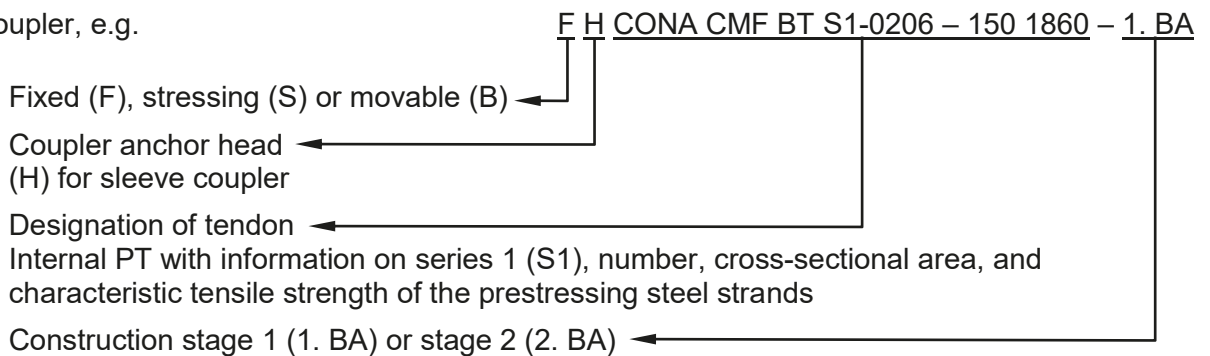 oupler, e.g. F H CONA CMF BT S1-0206 – 150 1860 – 1. BA
Fixed (F), stressing (S) or movable (B)
Coupler anchor head
(H) for sleeve coupler
Designation of tendon
Internal PT with information on series 1 (S1), number, cross-sectional area, and
characteristic tensile strength of the prestressing steel strands
Construction stage 1 (1. BA) or stage 2 (2. BA)